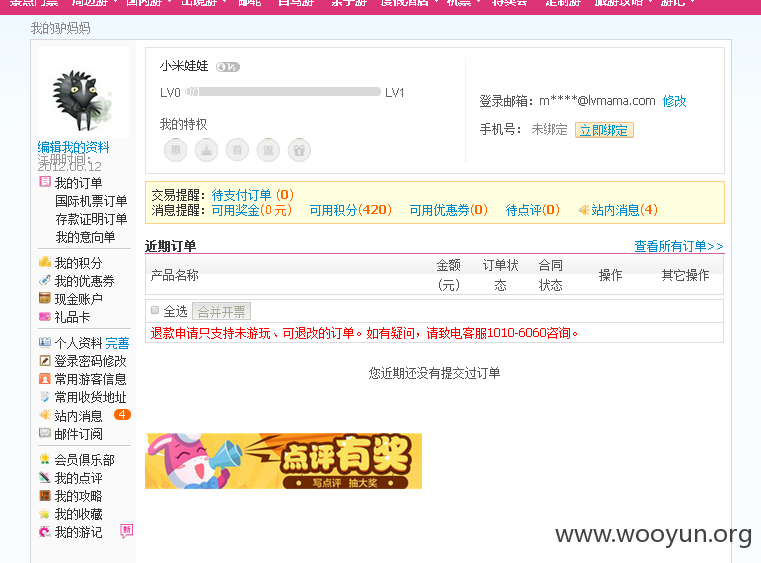 景点门票 周边游 国内游 出境游 邮轮 自驾游 亲子游 度假酒店 机票 特卖会 定制游 旅游攻略 游记
我的驴妈妈
小米娃娃
LV0 0/1 LV1
我的特权
惠 首 返
登录邮箱：m****@lvmama.com 修改
手机号： 未绑定 立即绑定
编辑我的资料
注册时间：
2012.06.12
我的订单
国际机票订单
存款证明订单
我的意向单
我的积分
我的优惠券
现金账户
礼品卡
个人资料 完善
登录密码修改
常用游客信息
常用收货地址
站内消息 4
邮件订阅
会员俱乐部
我的点评
我的攻略
我的收藏
我的游记 新
交易提醒：待支付订单 (0)
消息提醒：可用奖金(0 元) 可用积分(420) 可用优惠券(0) 待点评(0) 站内消息(4)
近期订单 查看所有订单>>
产品名称 金额(元) 订单状态 合同状态 操作 其它操作
全选 合并开票
退款申请只支持未游玩、可退改的订单。如有疑问，请致电客服1010-6060咨询。
您近期还没有提交过订单
点评有奖
写点评 抽大奖
www.wooyun.org